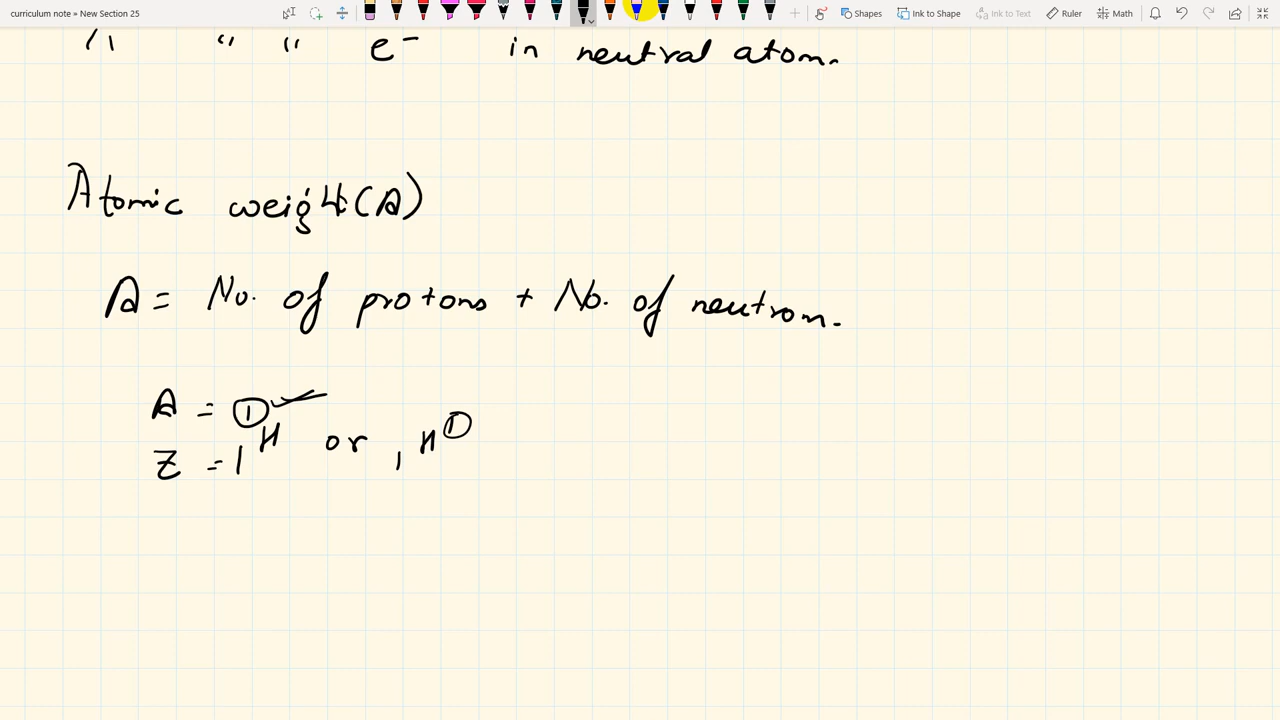 curriculum note » New Section 25
Shapes Ink to Shape Ink to Text Ruler Math
〃 〃 〃 e⁻ in neutral atom.
Atomic weight (A)
A = No. of protons + No. of neutron.
A = 1
Z = 1 H or ₁H¹